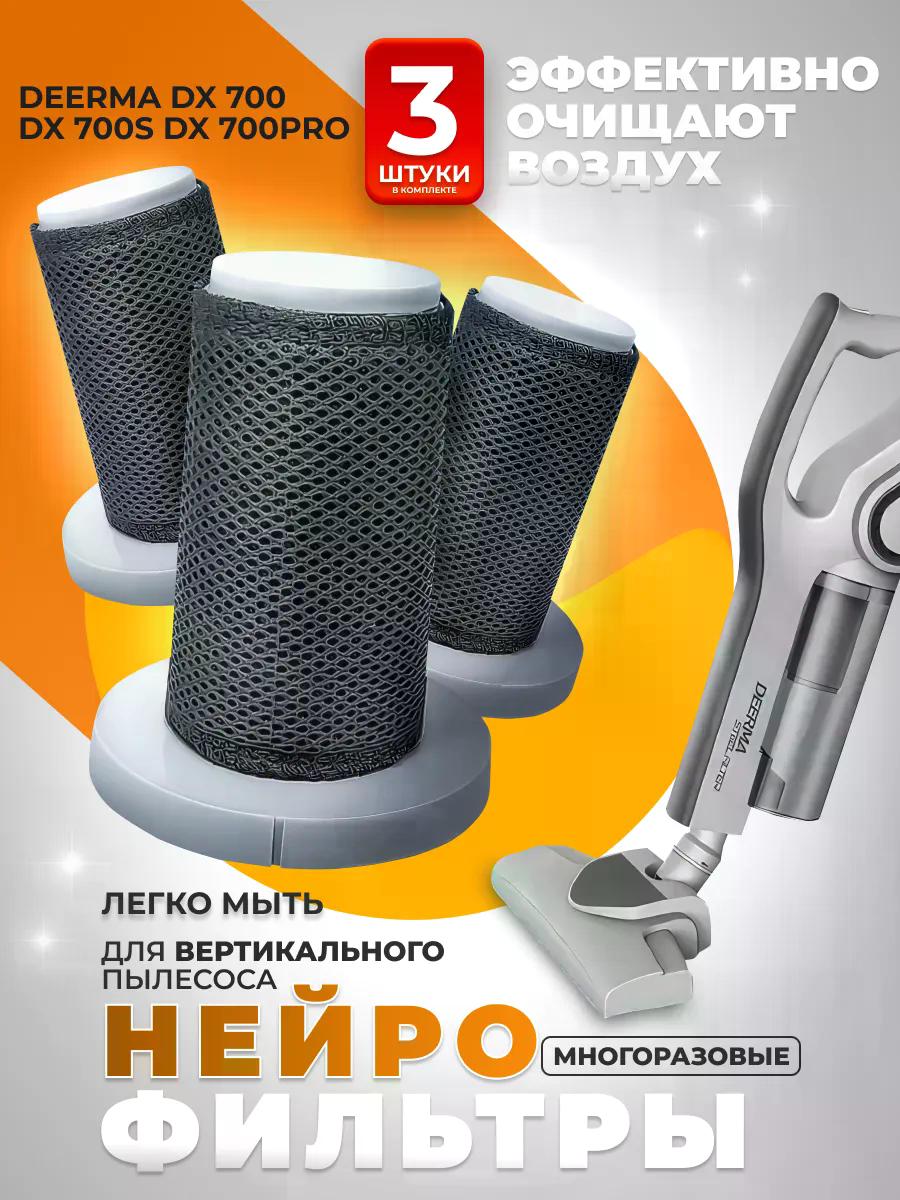 DEERMA DX 700
DX 700S DX 700PRO
3
ШТУКИ
В КОМПЛЕКТЕ
ЭФФЕКТИВНО
ОЧИЩАЮТ
ВОЗДУХ
DEERMA
ЛЕГКО МЫТЬ
ДЛЯ ВЕРТИКАЛЬНОГО
ПЫЛЕСОСА
НЕЙРО
МНОГОРАЗОВЫЕ
ФИЛЬТРЫ